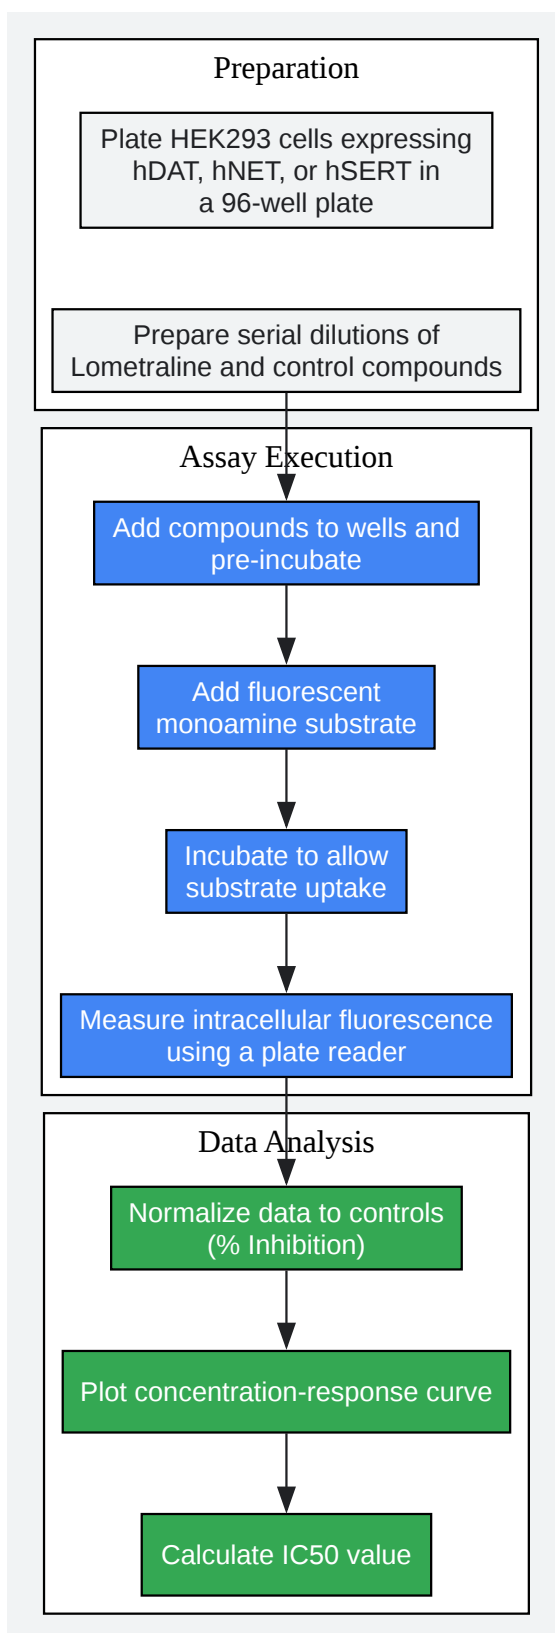 Preparation
Plate HEK293 cells expressing
hDAT, hNET, or hSERT in
a 96-well plate
Prepare serial dilutions of
Lometraline and control compounds
Assay Execution
Add compounds to wells and
pre-incubate
Add fluorescent
monoamine substrate
Incubate to allow
substrate uptake
Measure intracellular fluorescence
using a plate reader
Data Analysis
Normalize data to controls
(% Inhibition)
Plot concentration-response curve
Calculate IC50 value